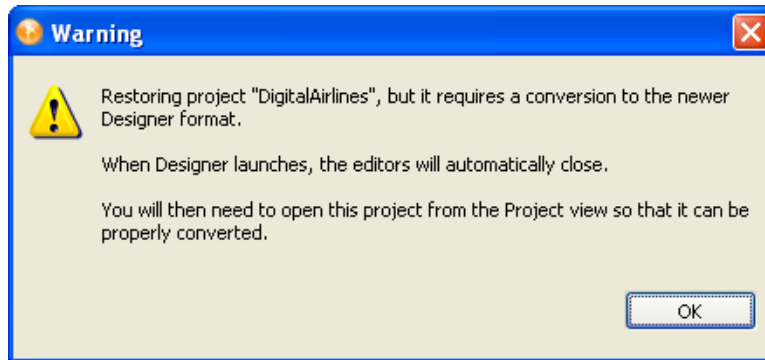 Warning
Restoring project "DigitalAirlines", but it requires a conversion to the newer
Designer format.
When Designer launches, the editors will automatically close.
You will then need to open this project from the Project view so that it can be
properly converted.
OK